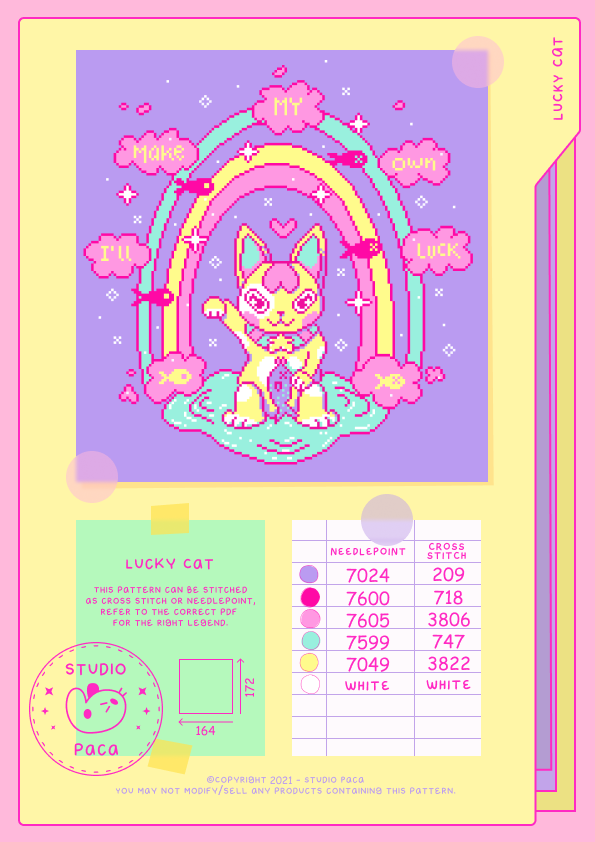 LUCKY CAT
MY
Make
Own
I'll
Luck
LUCKY CAT
THIS PATTERN CAN BE STITCHED
AS CROSS STITCH OR NEEDLEPOINT,
REFER TO THE CORRECT PDF
FOR THE RIGHT LEGEND.
STUDIO
PACA
172
164
NEEDLEPOINT CROSS STITCH
7024 209
7600 718
7605 3806
7599 747
7049 3822
WHITE WHITE
©COPYRIGHT 2021 - STUDIO PACA
YOU MAY NOT MODIFY/SELL ANY PRODUCTS CONTAINING THIS PATTERN.